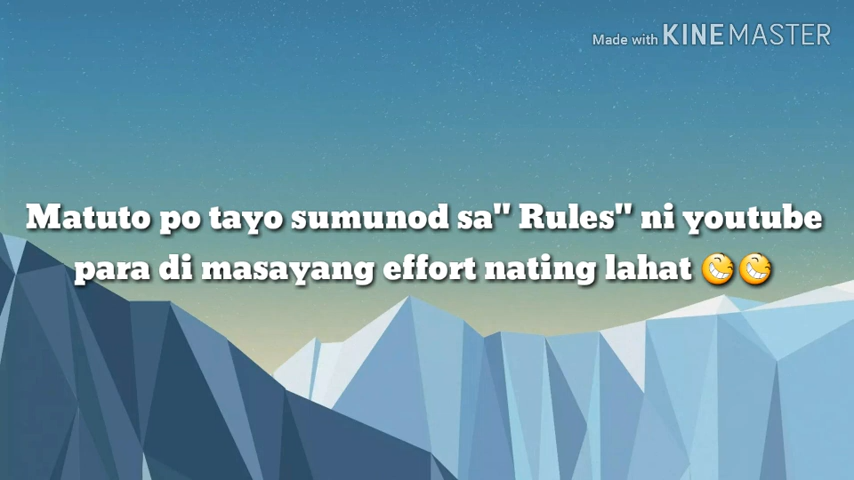 Made with KINEMASTER
Matuto po tayo sumunod sa" Rules" ni youtube
para di masayang effort nating lahat 😆😆